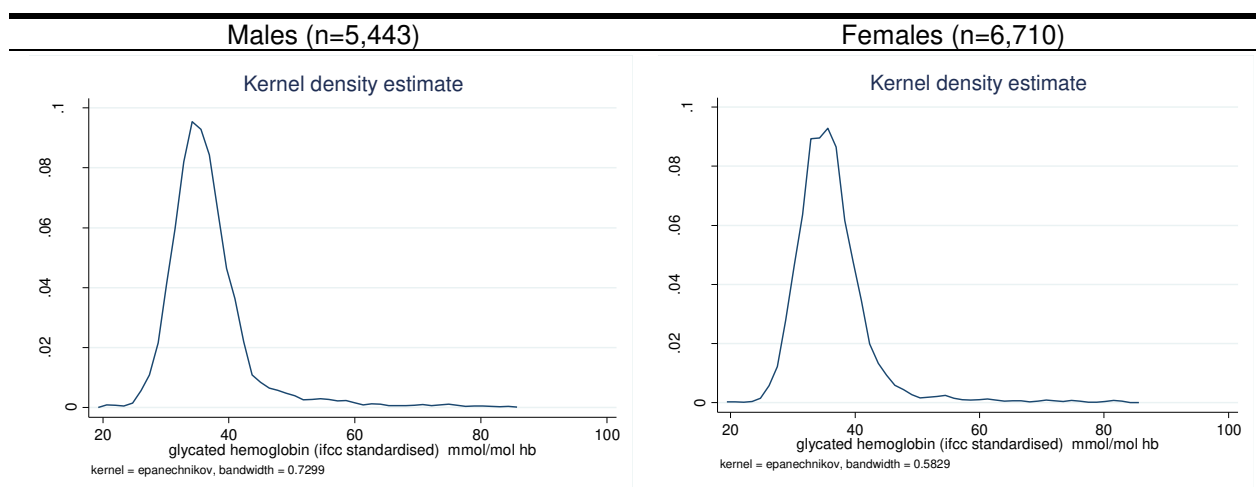 Males (n=5,443)
Females (n=6,710)
Kernel density estimate
.1
.08
.06
.04
.02
0
20 40 60 80 100
glycated hemoglobin (ifcc standardised)  mmol/mol hb
kernel = epanechnikov, bandwidth = 0.7299
Kernel density estimate
.1
.08
.06
.04
.02
0
20 40 60 80 100
glycated hemoglobin (ifcc standardised)  mmol/mol hb
kernel = epanechnikov, bandwidth = 0.5829